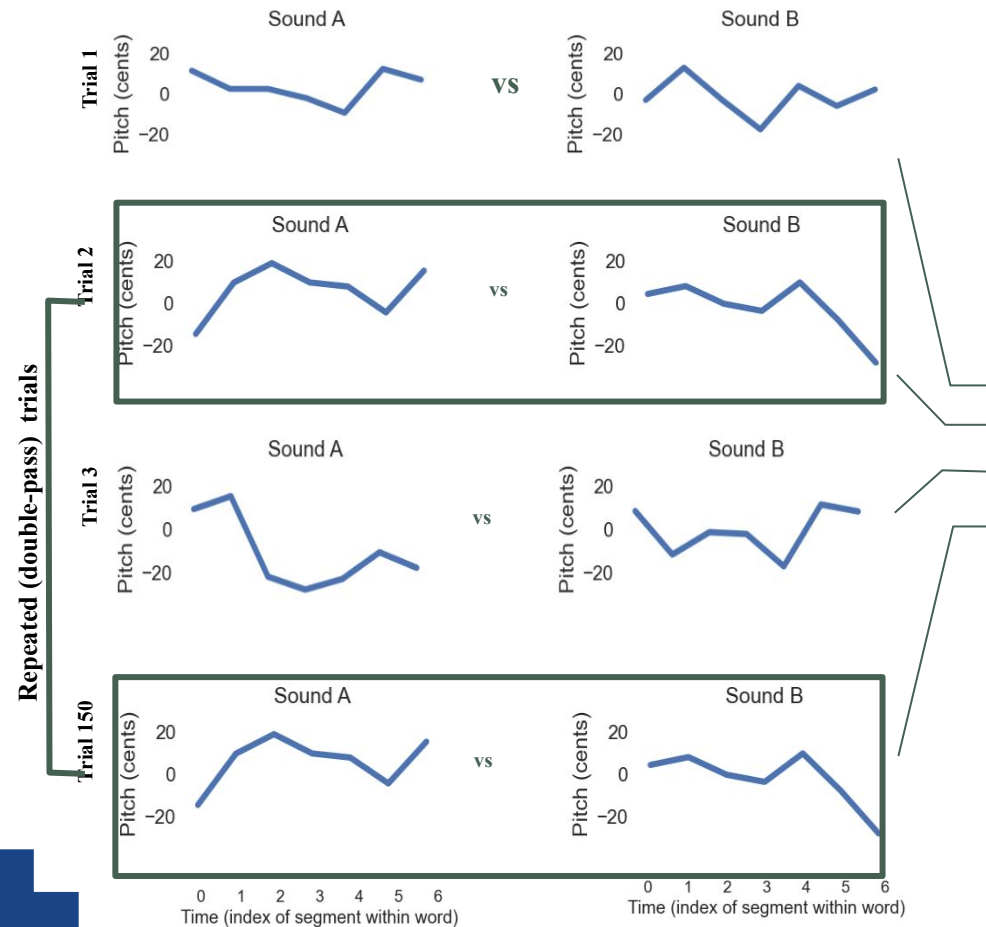 Sound A
Sound B
Trial 1
Pitch (cents)
20
0
−20
vs
Pitch (cents)
20
0
−20
Repeated (double-pass) trials
Sound A
Sound B
Trial 2
Pitch (cents)
20
0
−20
vs
Pitch (cents)
20
0
−20
Sound A
Sound B
Trial 3
Pitch (cents)
20
0
−20
vs
Pitch (cents)
20
0
−20
Sound A
Sound B
Trial 150
Pitch (cents)
20
0
−20
vs
Pitch (cents)
20
0
−20
0 1 2 3 4 5 6
Time (index of segment within word)
0 1 2 3 4 5 6
Time (index of segment within word)